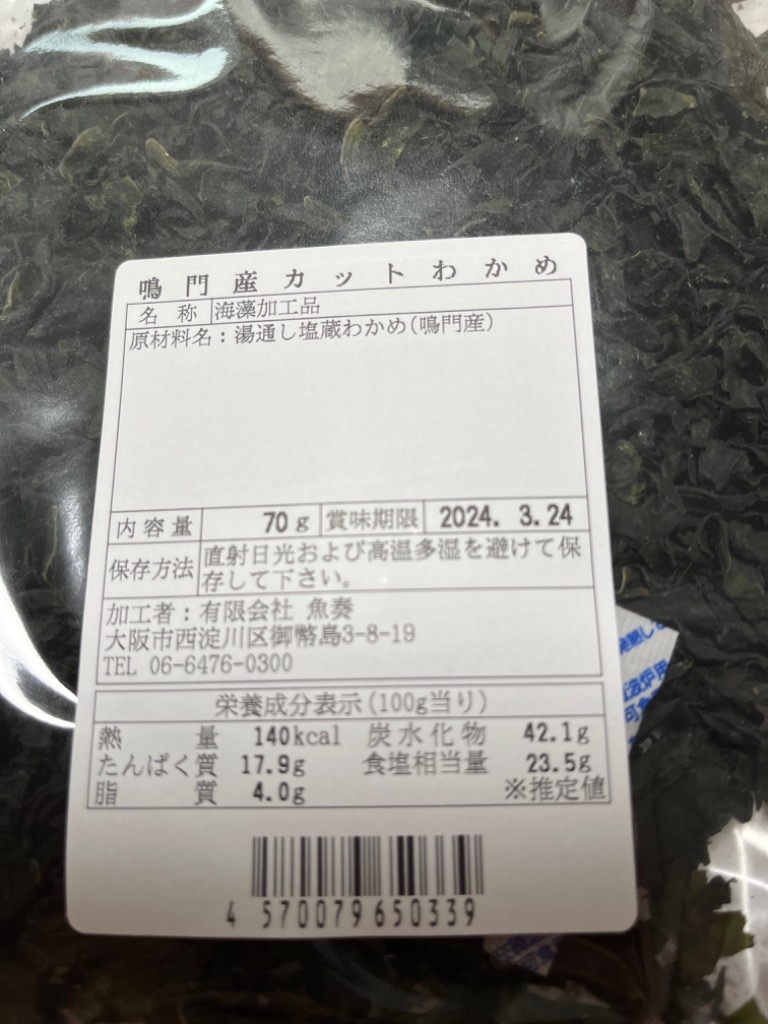 鳴門産カットわかめ
名称 海藻加工品
原材料名：湯通し塩蔵わかめ(鳴門産)
内容量 70g 賞味期限 2024. 3.24
保存方法 直射日光および高温多湿を避けて保
存して下さい。
加工者：有限会社 魚奏
大阪市西淀川区御幣島3-8-19
TEL 06-6476-0300
栄養成分表示(100g当り)
熱量 140kcal 炭水化物 42.1g
たんぱく質 17.9g 食塩相当量 23.5g
脂質 4.0g ※推定値
4 570079 650339